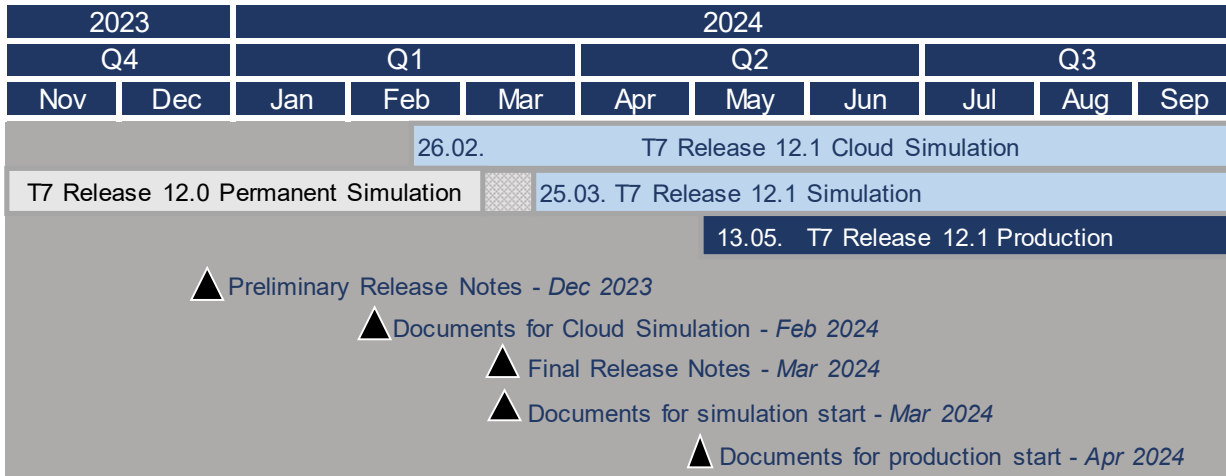 2023 2024
Q4 Q1 Q2 Q3
Nov Dec Jan Feb Mar Apr May Jun Jul Aug Sep
26.02. T7 Release 12.1 Cloud Simulation
T7 Release 12.0 Permanent Simulation 25.03. T7 Release 12.1 Simulation
13.05. T7 Release 12.1 Production
Preliminary Release Notes - Dec 2023
Documents for Cloud Simulation - Feb 2024
Final Release Notes - Mar 2024
Documents for simulation start - Mar 2024
Documents for production start - Apr 2024